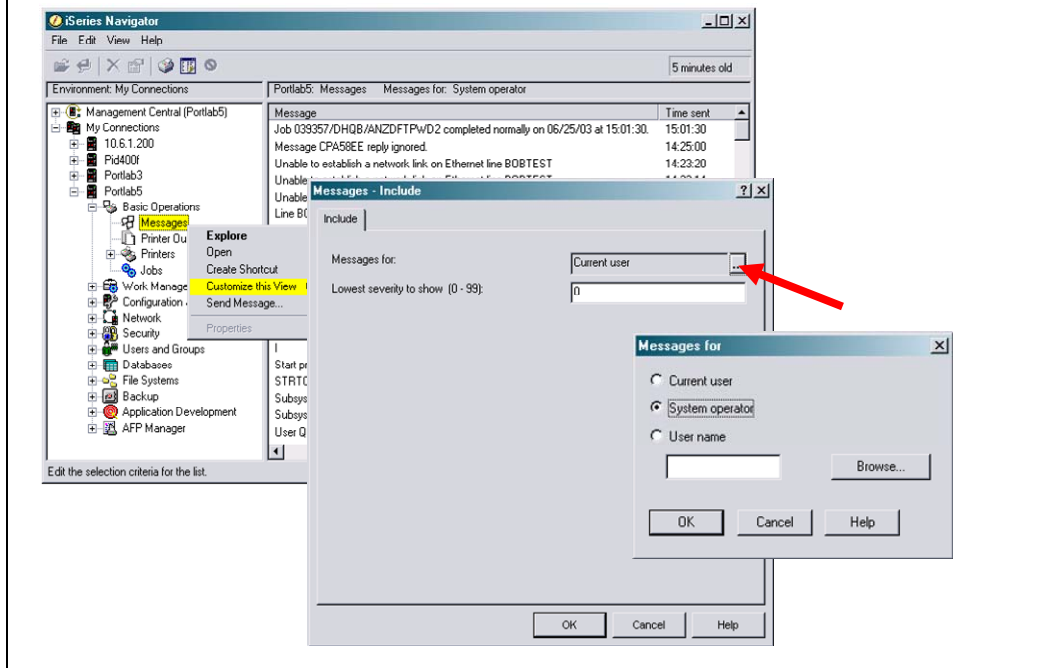 iSeries Navigator
File Edit View Help
5 minutes old
Environment: My Connections
Portlab5: Messages Messages for: System operator
Management Central (Portlab5)
My Connections
10.6.1.200
Pid400f
Portlab3
Portlab5
Basic Operations
Messages
Printer Ou
Printers
Jobs
Work Manage
Configuration
Network
Security
Users and Groups
Databases
File Systems
Backup
Application Development
AFP Manager
Message Time sent
Job 039357/DHQB/ANZDFTPWD2 completed normally on 06/25/03 at 15:01:30. 15:01:30
Message CPA58EE reply ignored. 14:25:00
Unable to establish a network link on Ethernet line BOBTEST 14:23:20
Unable
Unable
Line BO
Start pr
STRTC
Subsys
Subsys
User Q
Explore
Open
Create Shortcut
Customize this View
Send Message...
Properties
Edit the selection criteria for the list.
Messages - Include
Include
Messages for:
Current user
...
Lowest severity to show (0 - 99):
0
OK Cancel Help
Messages for
Current user
System operator
User name
Browse...
OK Cancel Help